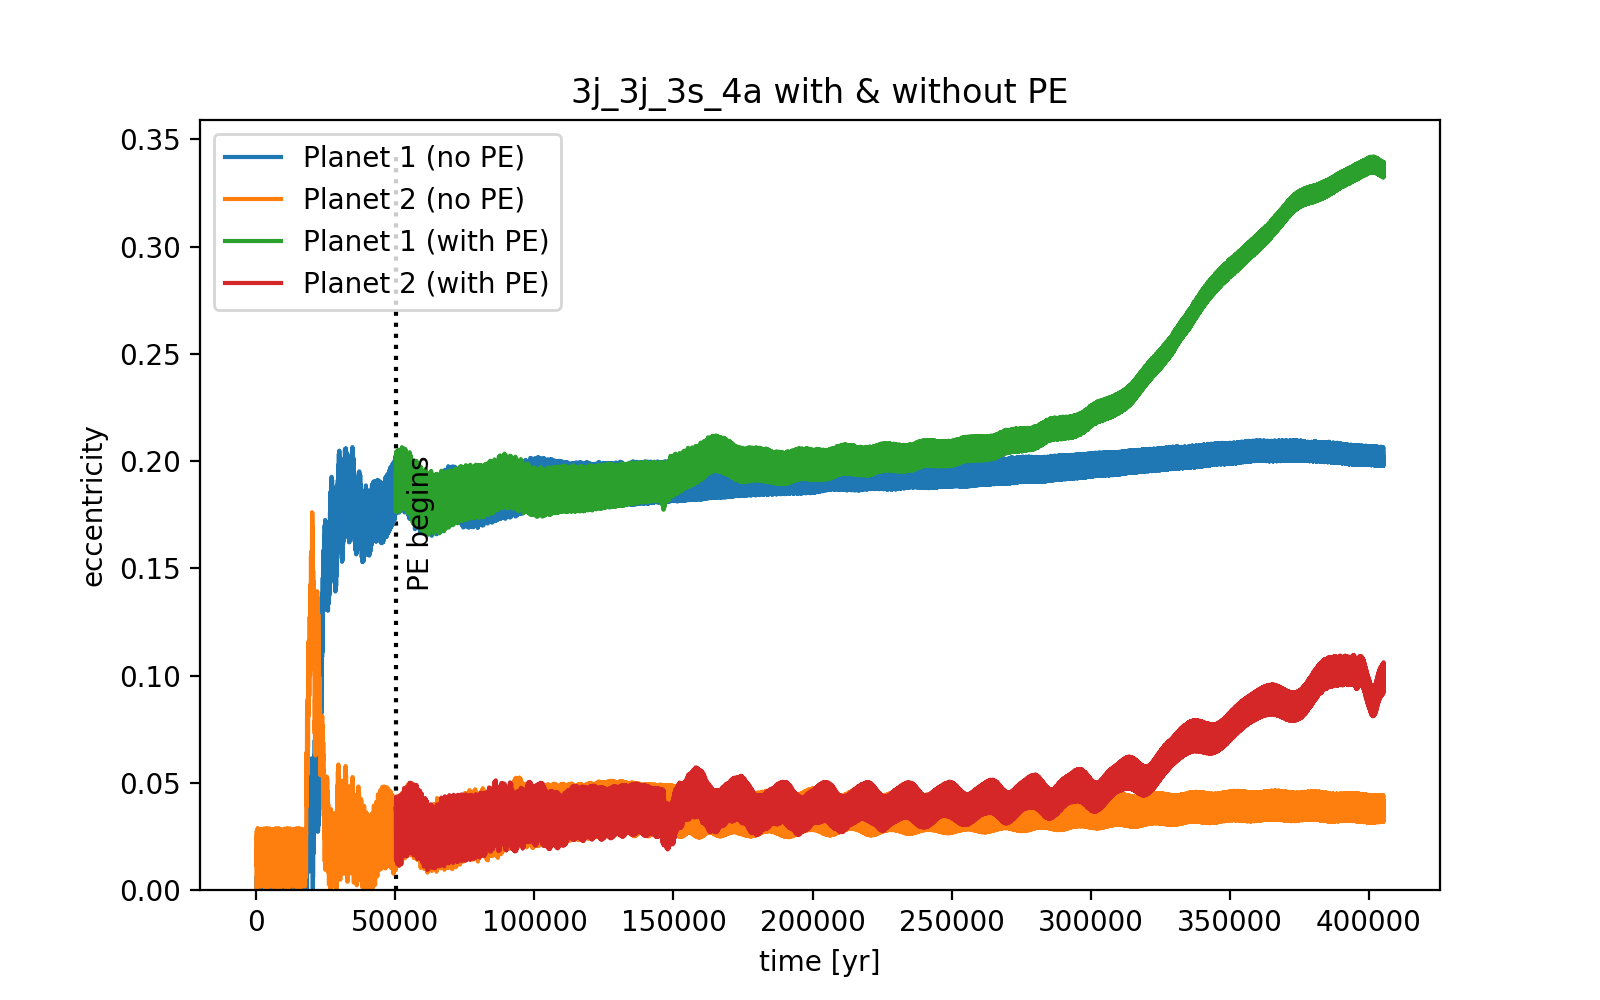 3j_3j_3s_4a with & without PE
0.35
0.30
0.25
0.20
0.15
0.10
0.05
0.00
eccentricity
Planet 1 (no PE)
Planet 2 (no PE)
Planet 1 (with PE)
Planet 2 (with PE)
PE begins
0 50000 100000 150000 200000 250000 300000 350000 400000
time [yr]